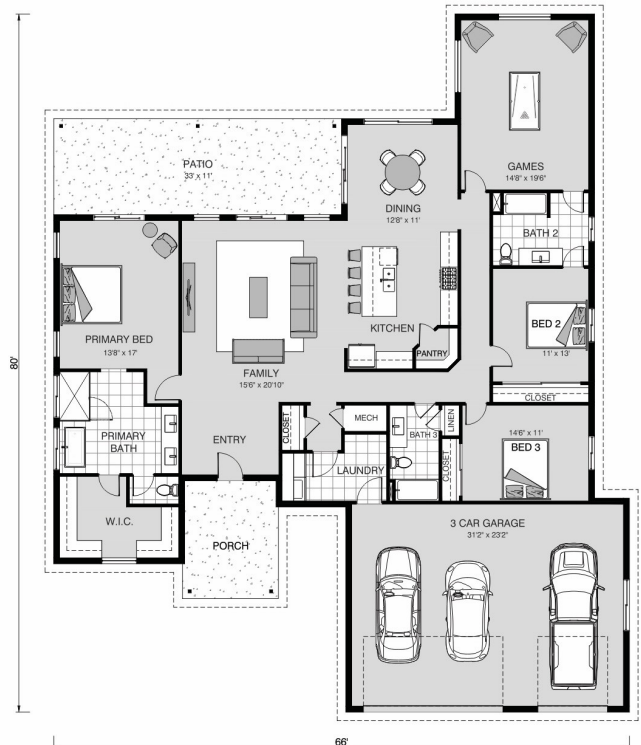 GAMES
14'8" x 19'6"
PATIO
33' x 11'
DINING
12'8" x 11'
BATH 2
PRIMARY BED
13'8" x 17'
FAMILY
15'6" x 20'10"
KITCHEN
PANTRY
BED 2
11' x 13'
CLOSET
80'
PRIMARY
BATH
ENTRY
CLOSET
MECH
LAUNDRY
BATH 3
LINEN
CLOSET
14'6" x 11'
BED 3
W.I.C.
PORCH
3 CAR GARAGE
31'2" x 23'2"
66'